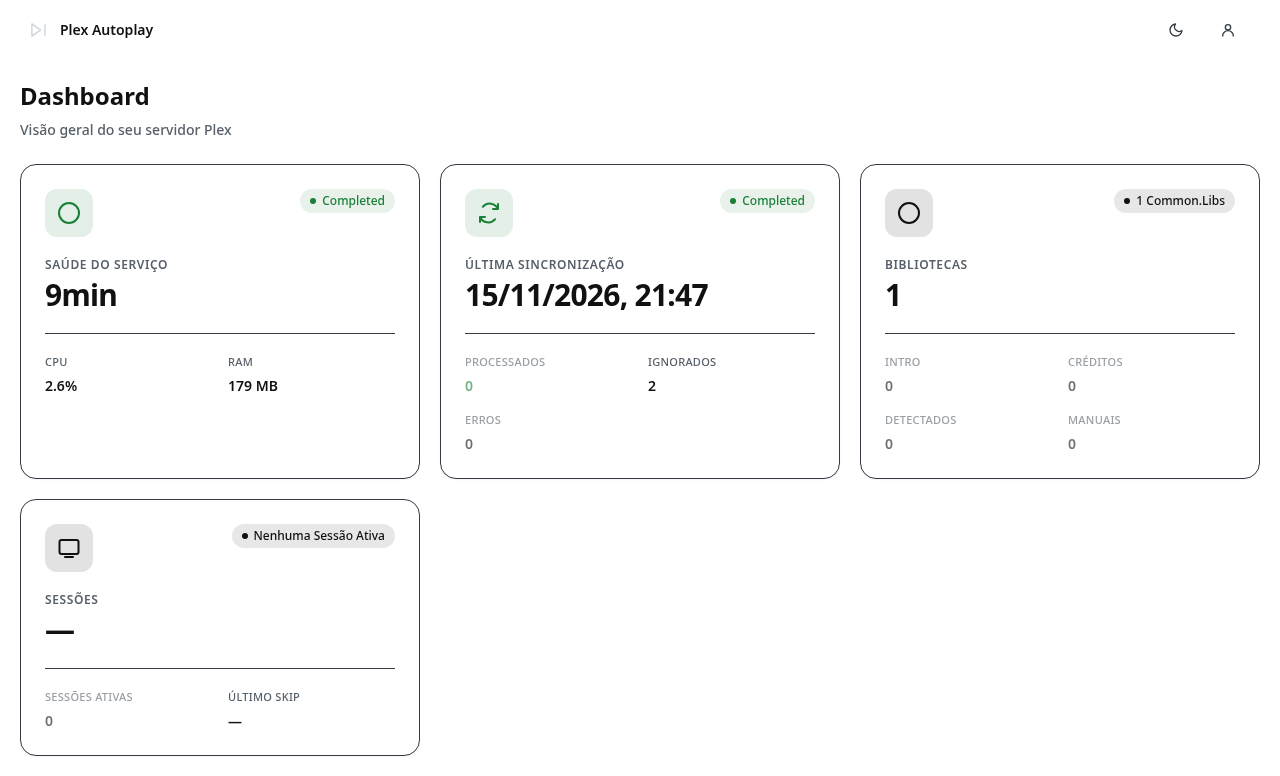 Plex Autoplay
Dashboard
Visão geral do seu servidor Plex
Completed
SAÚDE DO SERVIÇO
9min
CPU
RAM
2.6%
179 MB
Completed
ÚLTIMA SINCRONIZAÇÃO
15/11/2026, 21:47
PROCESSADOS
IGNORADOS
0
2
ERROS
0
1 Common.Libs
BIBLIOTECAS
1
INTRO
CRÉDITOS
0
0
DETECTADOS
MANUAIS
0
0
Nenhuma Sessão Ativa
SESSÕES
—
SESSÕES ATIVAS
ÚLTIMO SKIP
0
—